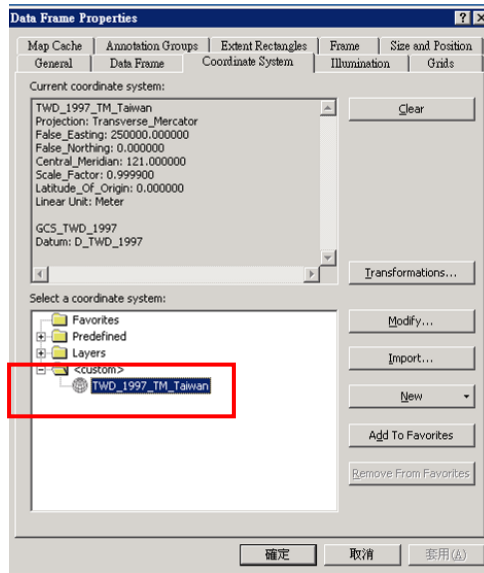 Data Frame Properties
Map Cache Annotation Groups Extent Rectangles Frame Size and Position
General Data Frame Coordinate System Illumination Grids
Current coordinate system:
TWD_1997_TM_Taiwan
Projection: Transverse_Mercator
False_Easting: 250000.000000
False_Northing: 0.000000
Central_Meridian: 121.000000
Scale_Factor: 0.999900
Latitude_Of_Origin: 0.000000
Linear Unit: Meter
GCS_TWD_1997
Datum: D_TWD_1997
Clear
Transformations...
Select a coordinate system:
Favorites
Predefined
Layers
<custom>
TWD_1997_TM_Taiwan
Modify...
Import...
New
Add To Favorites
Remove From Favorites
確定 取消 套用(A)